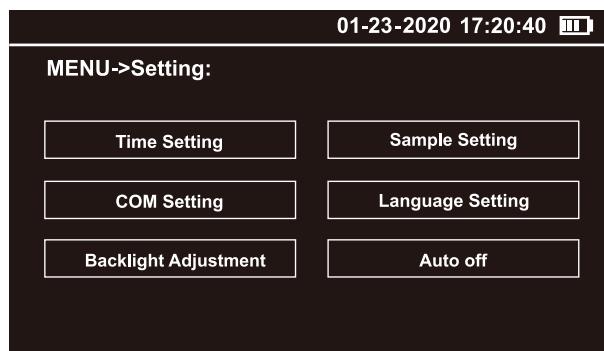 01-23-2020 17:20:40
MENU->Setting:
Time Setting
Sample Setting
COM Setting
Language Setting
Backlight Adjustment
Auto off